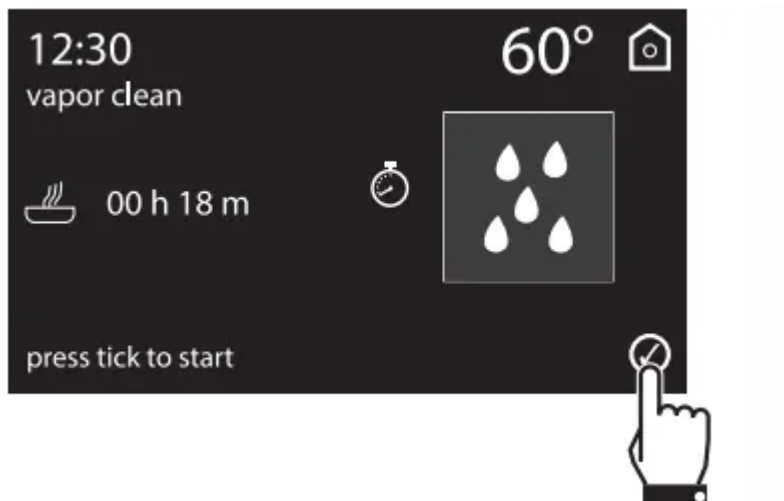 12:30
60°
vapor clean
00 h 18 m
press tick to start